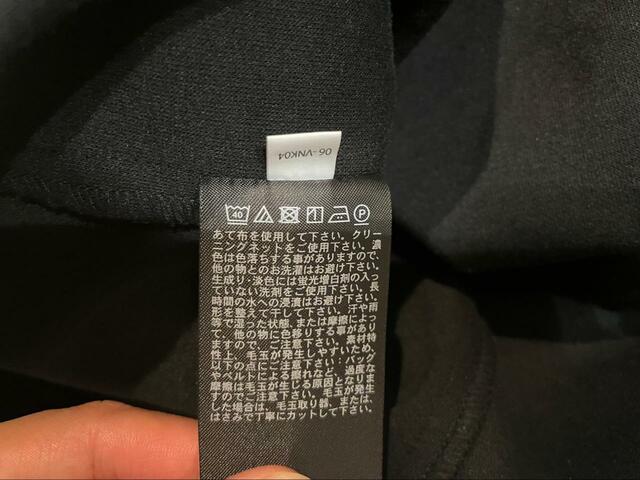 06-VNK04
40
あて布を使用して下さい。クリー
ニングネットをご使用下さい。濃
色は色落ちする事がありますので、
他の物とのお洗濯はお避け下さい。
生成り・淡色には蛍光増白剤の入っ
ていない洗剤をご使用下さい。長
時間の水への浸漬はお避け下さい。
形を整えて干して下さい。汗や雨
等で湿った状態、または摩擦によっ
て、他の物に色移りする事があり
ますので、ご注意下さい。素材特
性上、毛玉が発生しやすいため、
以下の点にご注意下さい：バッグ
やベルトによる擦れなど、過度な
摩擦は毛玉が生じる原因となりま
すのでご注意下さい。毛玉が発生
した場合は、毛玉取り器、または、
はさみで丁寧にカットして下さい。